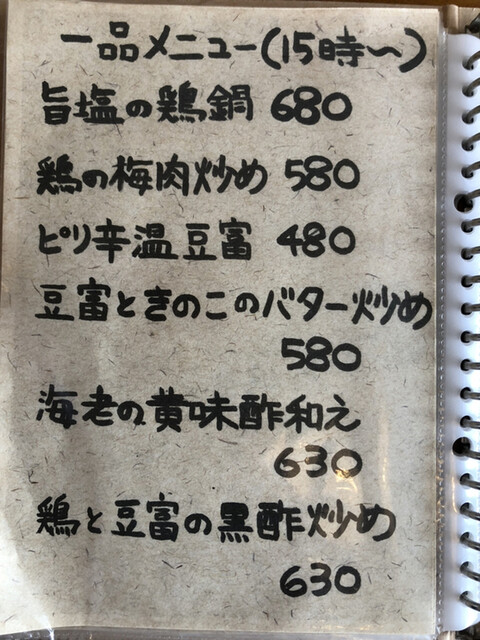 一品メニュー(15時〜)
旨塩の鶏鍋 680
鶏の梅肉炒め 580
ピリ辛温豆富 480
豆富ときのこのバター炒め
580
海老の黄味酢和え
630
鶏と豆富の黒酢炒め
630